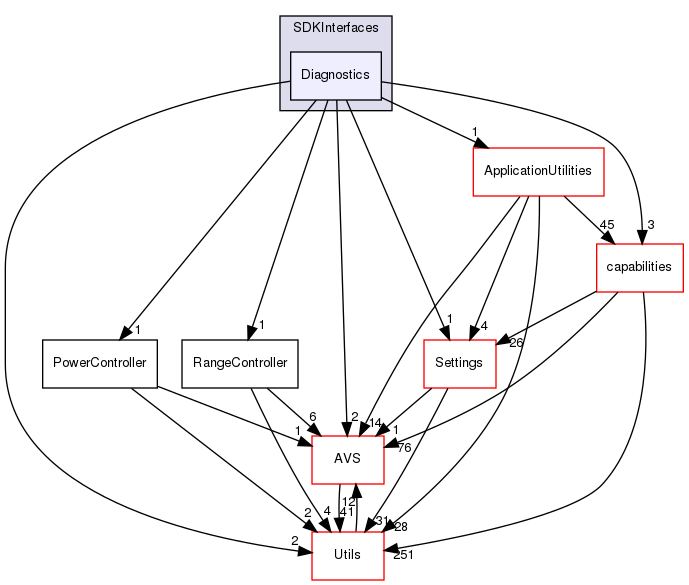 SDKInterfaces
Diagnostics
1
ApplicationUtilities
45
3
capabilities
1
1
1
4
26
PowerController
RangeController
Settings
6
2
14
1
1
76
AVS
12
2
4
41
31
28
2
251
Utils